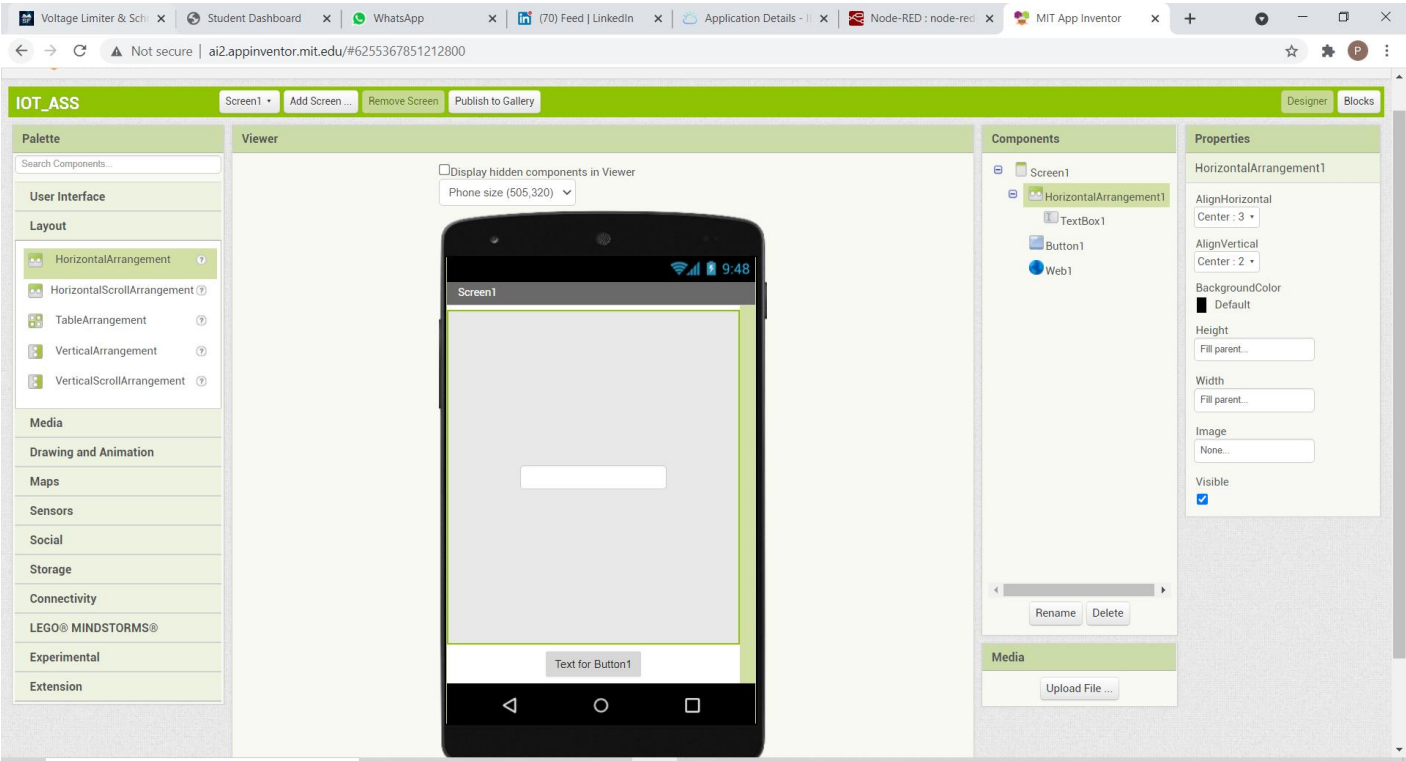 Voltage Limiter & Sch
Student Dashboard
WhatsApp
(70) Feed | LinkedIn
Application Details - I
Node-RED : node-red
MIT App Inventor
Not secure | ai2.appinventor.mit.edu/#6255367851212800
P
IOT_ASS
Screen1
Add Screen ...
Remove Screen
Publish to Gallery
Designer
Blocks
Palette
Search Components...
User Interface
Layout
HorizontalArrangement ?
HorizontalScrollArrangement ?
TableArrangement ?
VerticalArrangement ?
VerticalScrollArrangement ?
Media
Drawing and Animation
Maps
Sensors
Social
Storage
Connectivity
LEGO® MINDSTORMS®
Experimental
Extension
Viewer
Display hidden components in Viewer
Phone size (505,320)
9:48
Screen1
Text for Button1
Components
Screen1
HorizontalArrangement1
TextBox1
Button1
Web1
Rename
Delete
Media
Upload File ...
Properties
HorizontalArrangement1
AlignHorizontal
Center : 3
AlignVertical
Center : 2
BackgroundColor
Default
Height
Fill parent...
Width
Fill parent...
Image
None...
Visible